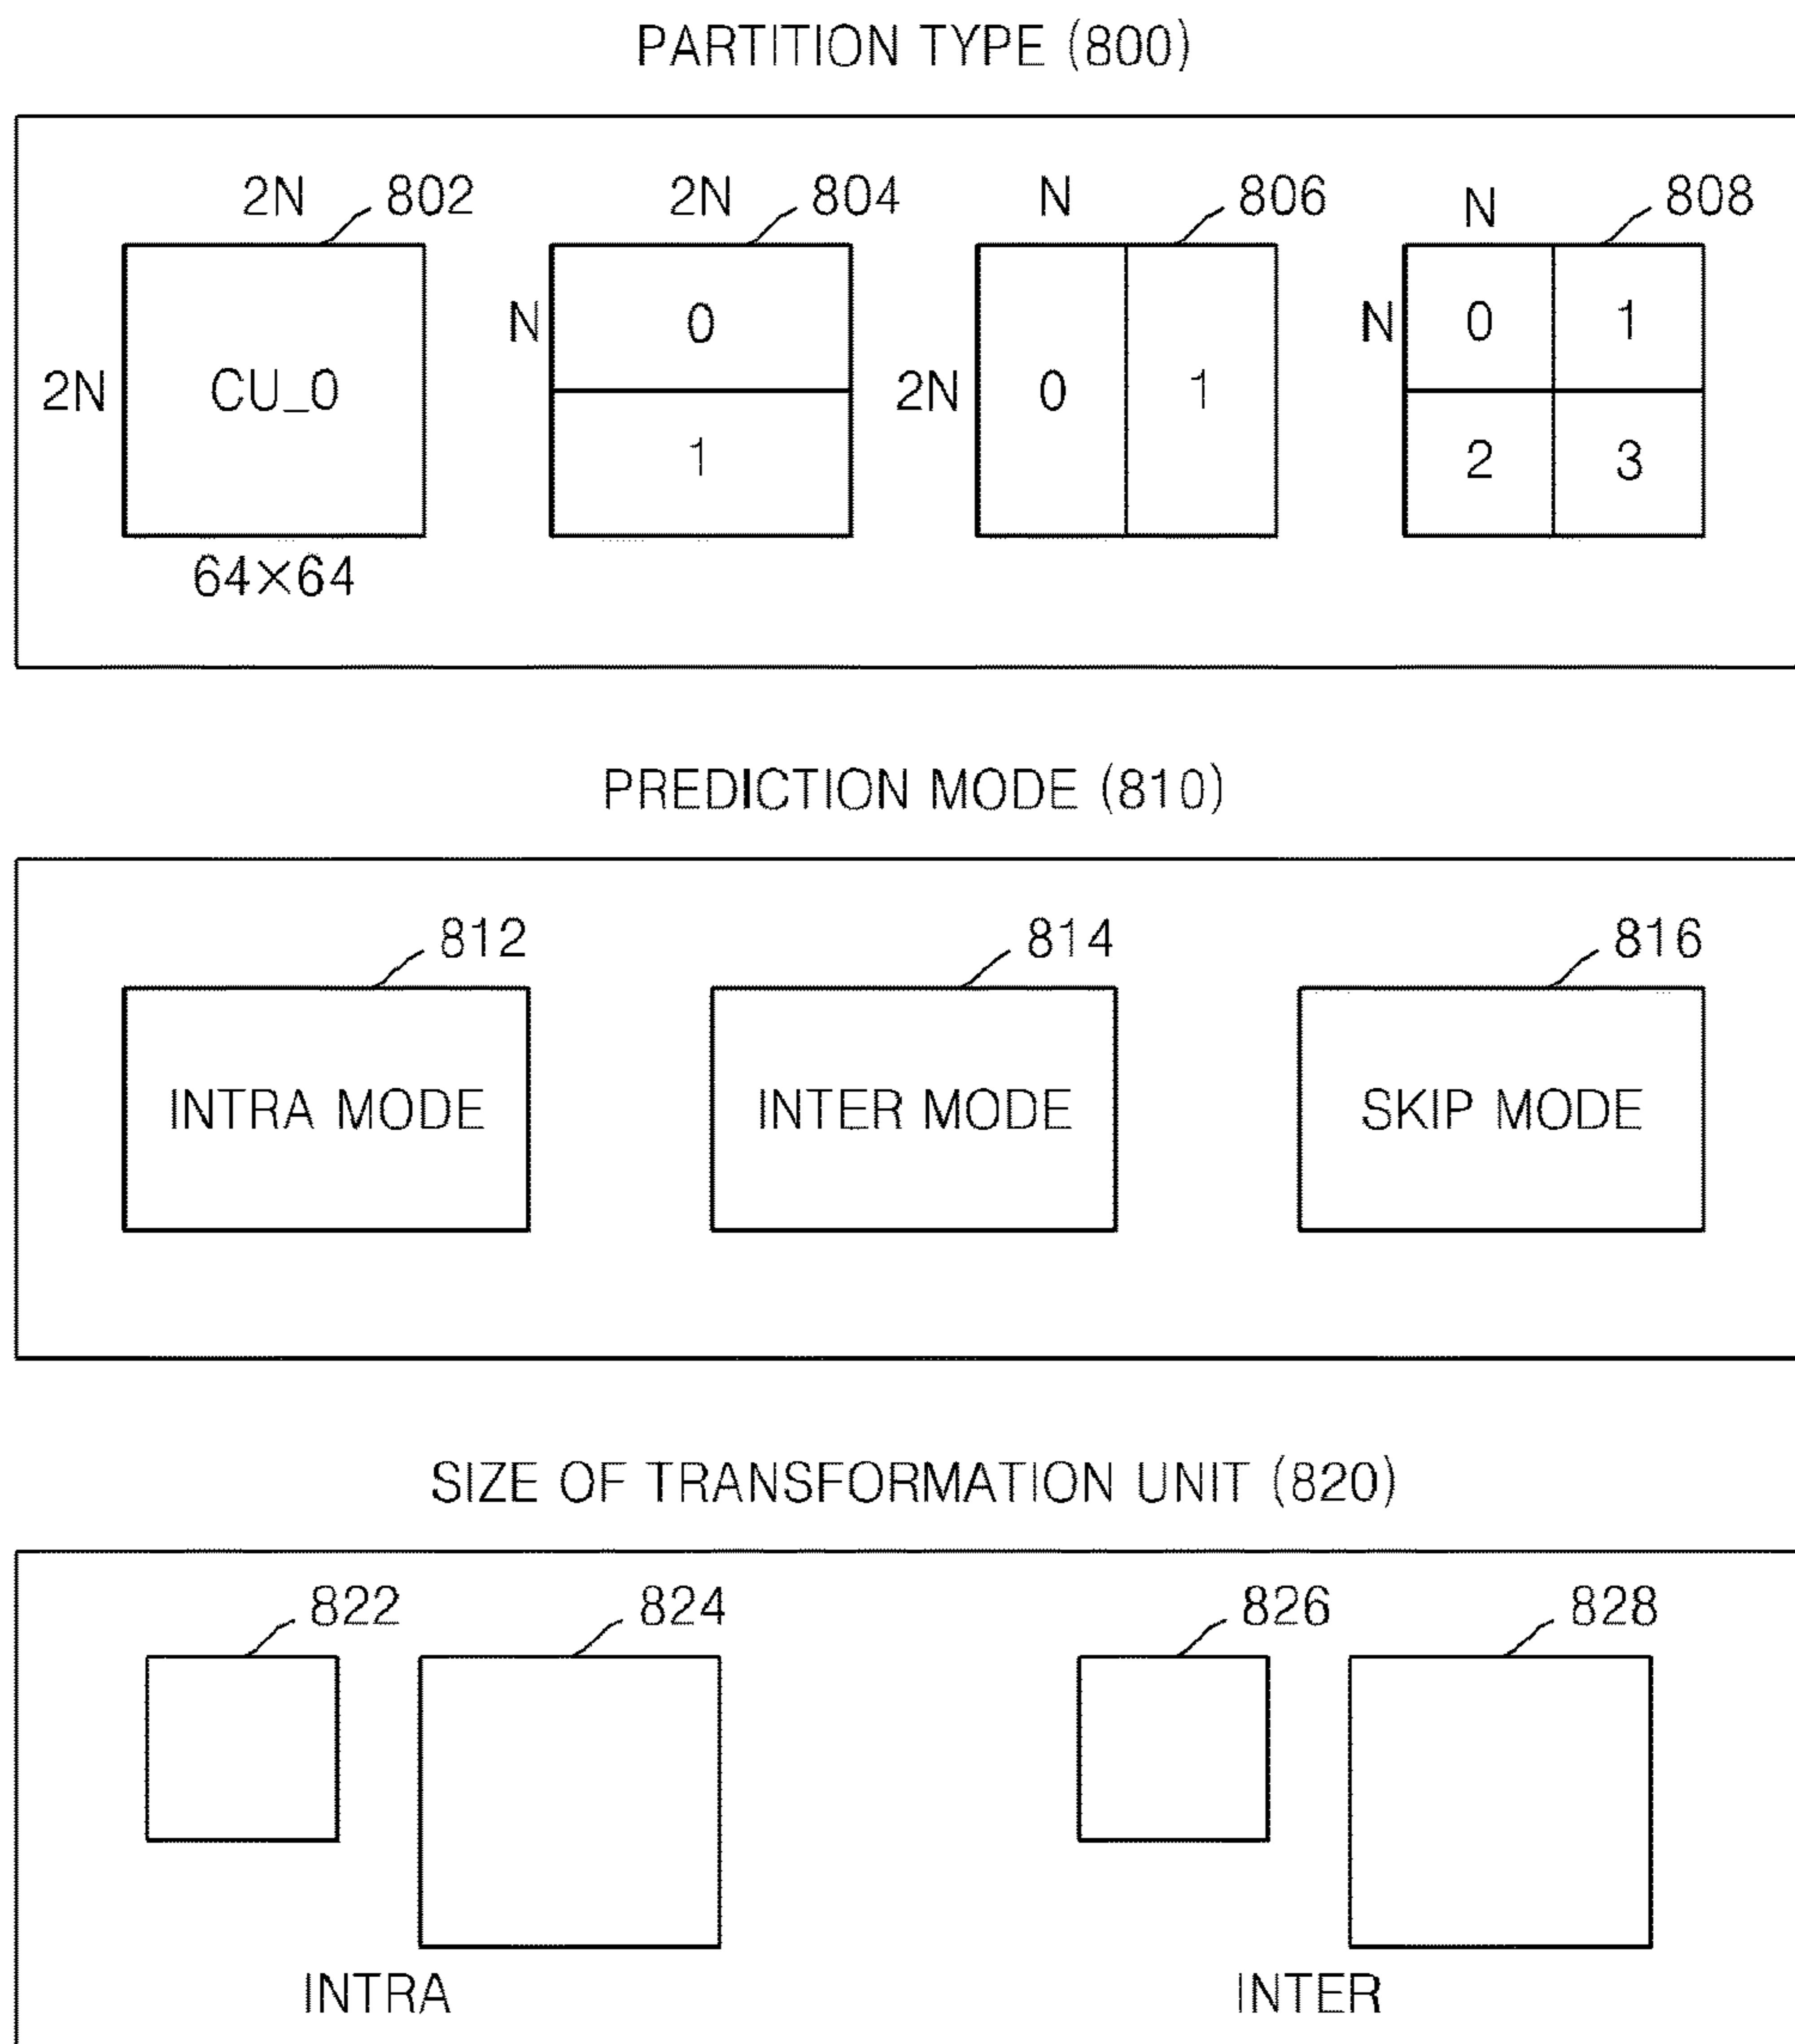 PARTITION TYPE (800)
2N 802 2N 804 N 806 N 808
N 0 N 0 1
2N CU_0 2N 0 1
1 2 3
64×64
PREDICTION MODE (810)
812 814 816
INTRA MODE INTER MODE SKIP MODE
SIZE OF TRANSFORMATION UNIT (820)
822 824 826 828
INTRA INTER